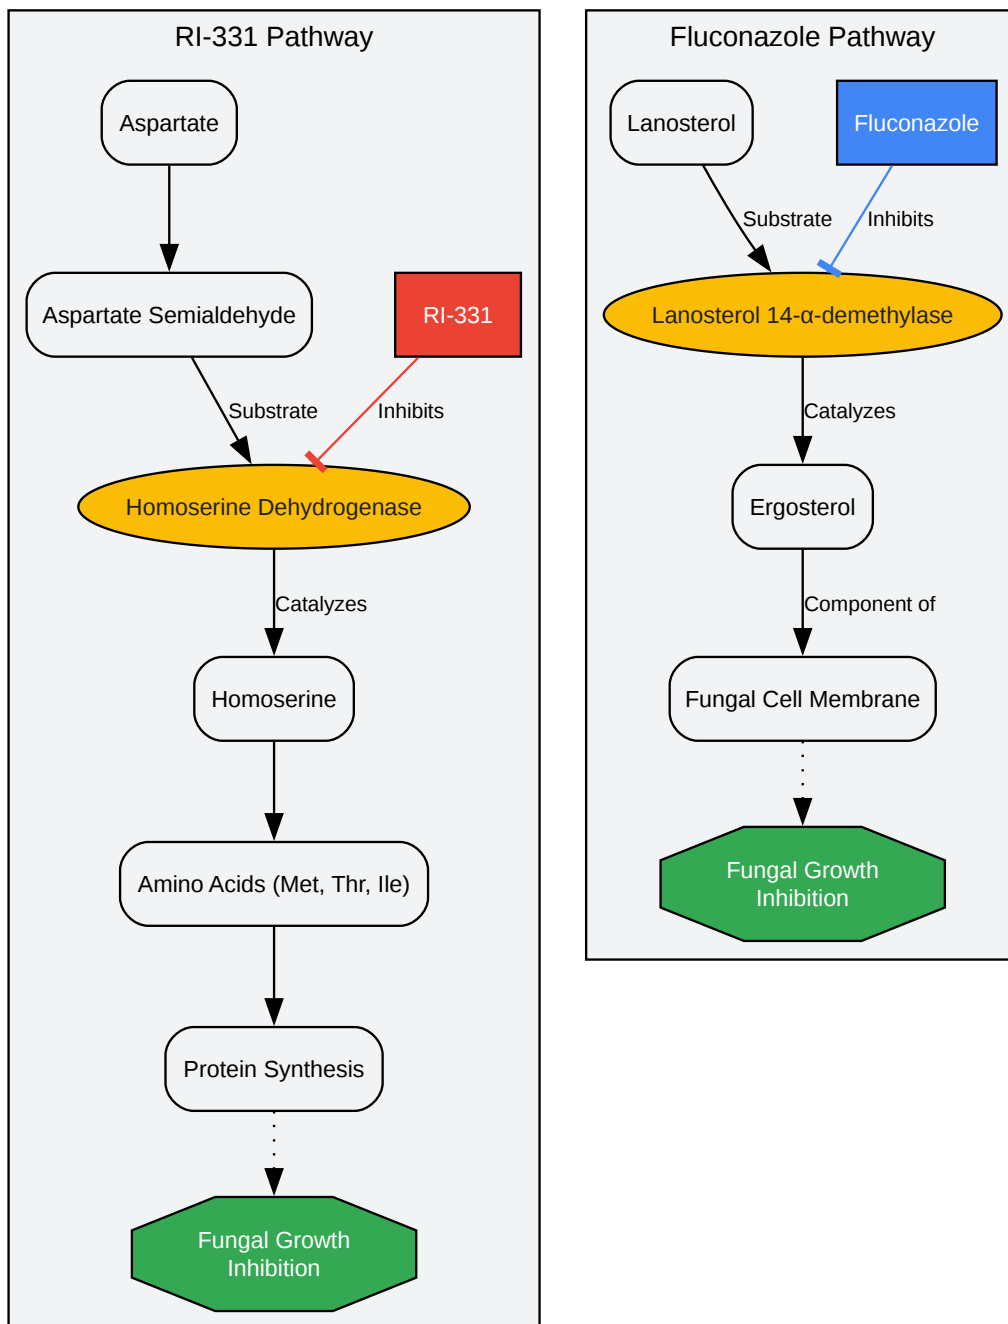 RI-331 Pathway
Aspartate
Aspartate Semialdehyde
RI-331
Substrate
Inhibits
Homoserine Dehydrogenase
Catalyzes
Homoserine
Amino Acids (Met, Thr, Ile)
Protein Synthesis
Fungal Growth
Inhibition
Fluconazole Pathway
Lanosterol
Fluconazole
Substrate
Inhibits
Lanosterol 14-α-demethylase
Catalyzes
Ergosterol
Component of
Fungal Cell Membrane
Fungal Growth
Inhibition